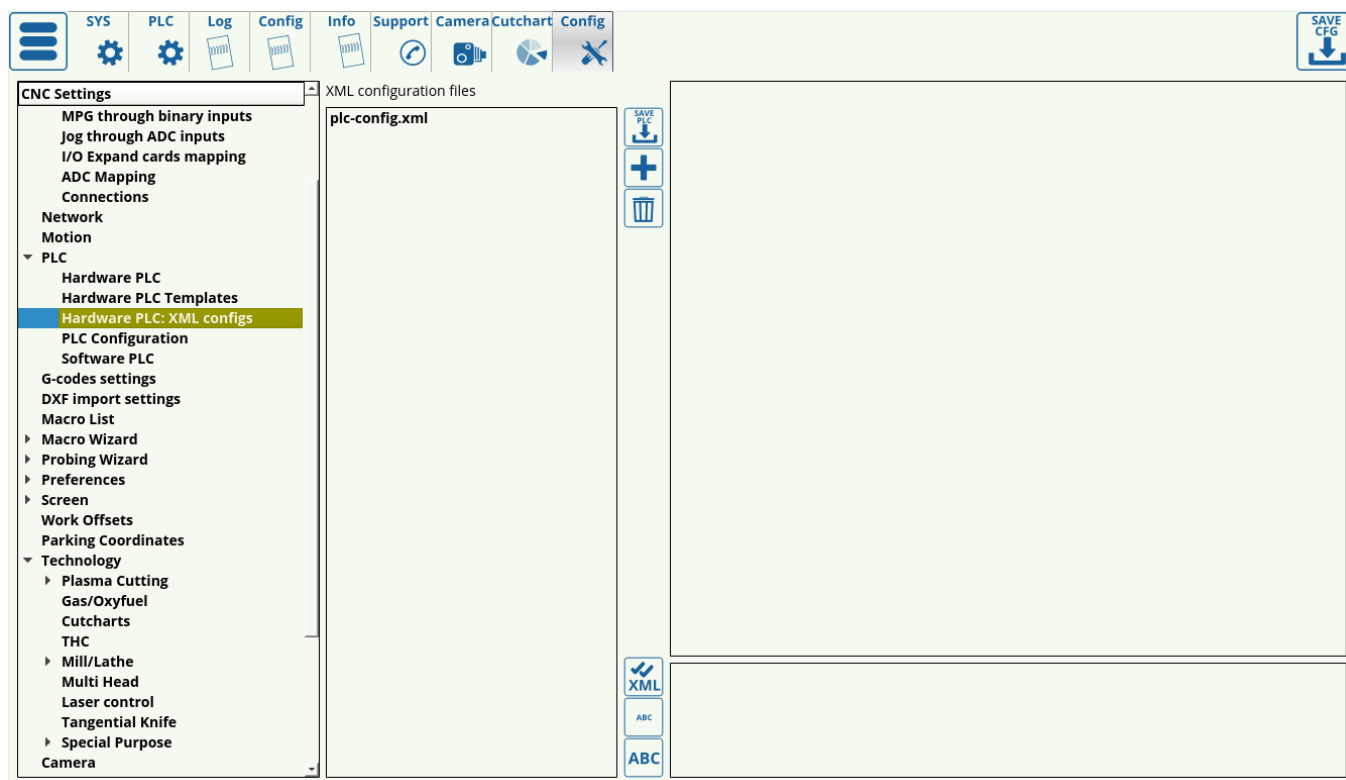 SYS PLC Log Config Info Support Camera Cutchart Config
SAVE CFG
CNC Settings
MPG through binary inputs
Jog through ADC inputs
I/O Expand cards mapping
ADC Mapping
Connections
Network
Motion
PLC
Hardware PLC
Hardware PLC Templates
Hardware PLC: XML configs
PLC Configuration
Software PLC
G-codes settings
DXF import settings
Macro List
Macro Wizard
Probing Wizard
Preferences
Screen
Work Offsets
Parking Coordinates
Technology
Plasma Cutting
Gas/Oxyfuel
Cutcharts
THC
Mill/Lathe
Multi Head
Laser control
Tangential Knife
Special Purpose
Camera
XML configuration files
plc-config.xml
SAVE
PLC
XML
ABC
ABC